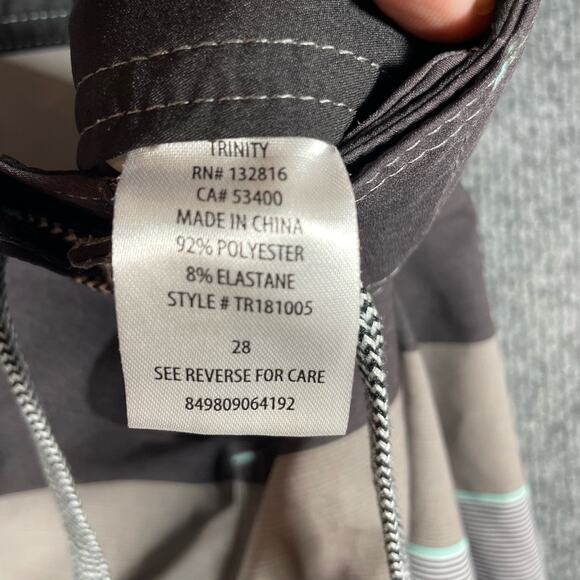 TRINITY
RN# 132816
CA# 53400
MADE IN CHINA
92% POLYESTER
8% ELASTANE
STYLE # TR181005
28
SEE REVERSE FOR CARE
849809064192